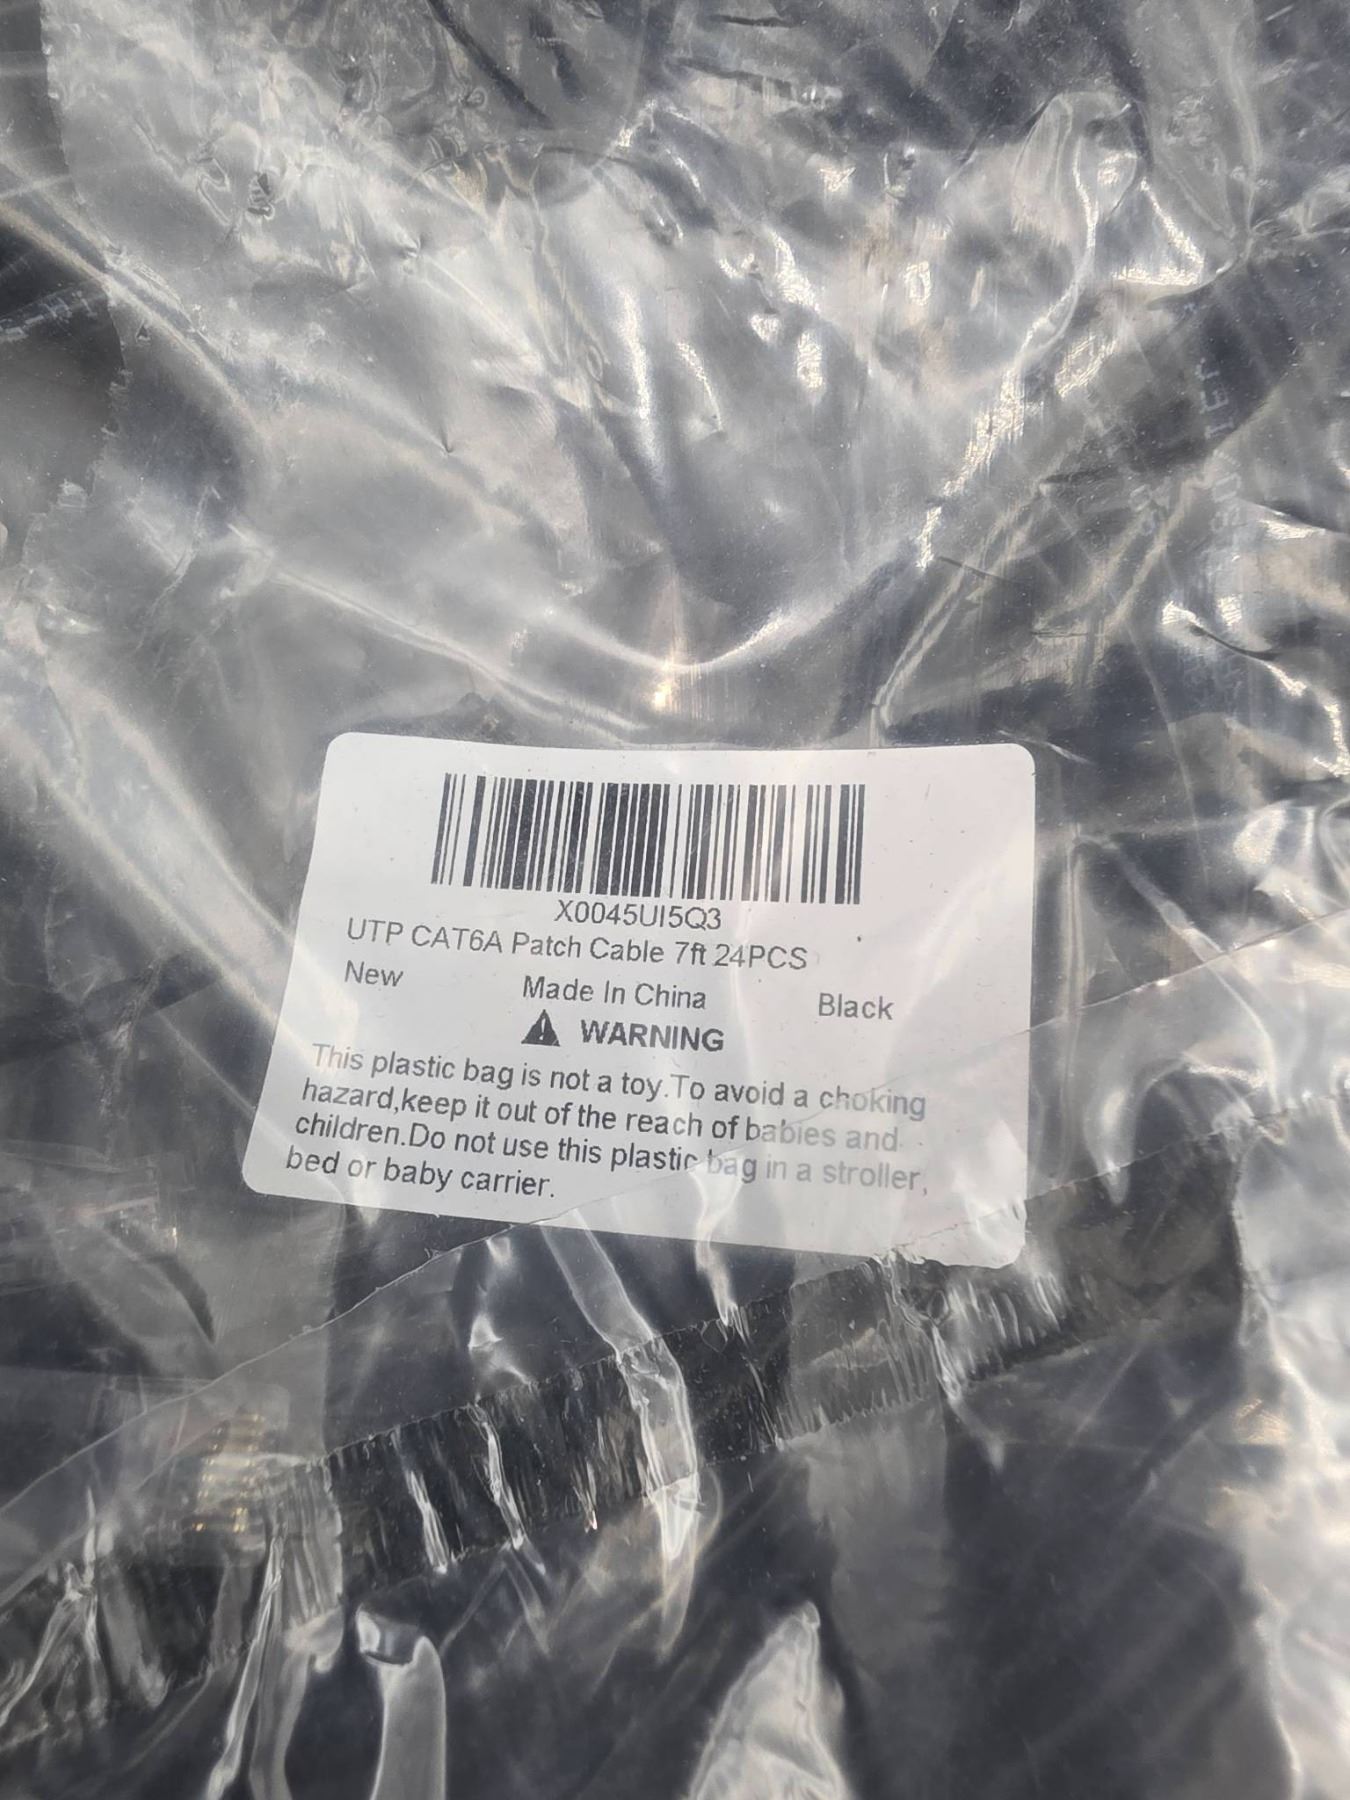 X0045UI5Q3
UTP CAT6A Patch Cable 7ft 24PCS
New Made In China Black
WARNING
This plastic bag is not a toy.To avoid a choking
hazard,keep it out of the reach of babies and
children.Do not use this plastic bag in a stroller,
bed or baby carrier.